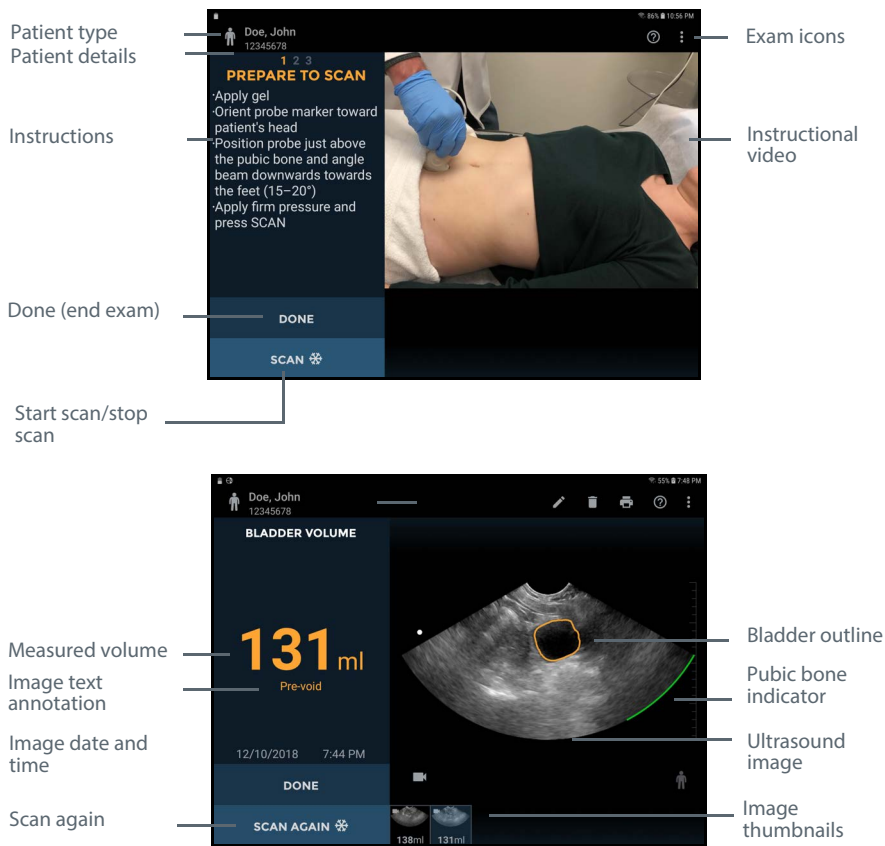 86% 10:56 PM
Patient type
Doe, John
Exam icons
Patient details
12345678
1 2 3
PREPARE TO SCAN
·Apply gel
·Orient probe marker toward
patient's head
·Position probe just above
the pubic bone and angle
beam downwards towards
the feet (15–20°)
·Apply firm pressure and
press SCAN
Instructions
Instructional
video
Done (end exam)
DONE
SCAN
Start scan/stop
scan
55% 7:48 PM
Doe, John
12345678
BLADDER VOLUME
Measured volume
131 ml
Bladder outline
Image text
annotation
Pre-void
Pubic bone
indicator
Image date and
time
12/10/2018 7:44 PM
Ultrasound
image
DONE
Scan again
SCAN AGAIN
138ml 131ml
Image
thumbnails